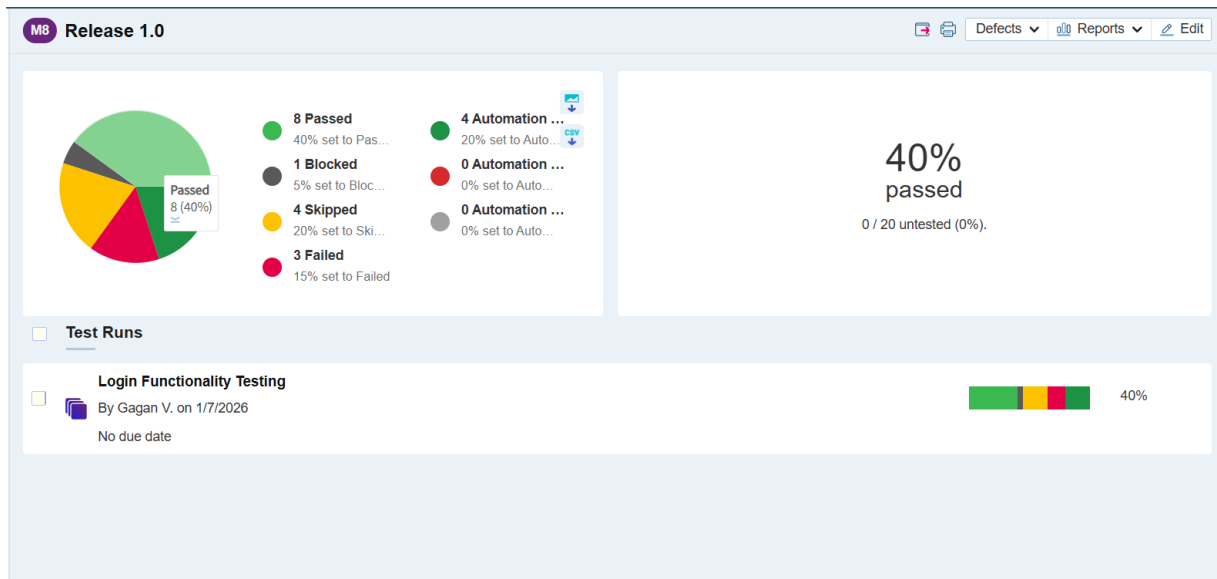 M8 Release 1.0
Defects Reports Edit
8 Passed
40% set to Pas...
1 Blocked
5% set to Bloc...
4 Skipped
20% set to Ski...
3 Failed
15% set to Failed
4 Automation ...
20% set to Auto...
0 Automation ...
0% set to Auto...
0 Automation ...
0% set to Auto...
CSV
Passed
8 (40%)
40%
passed
0 / 20 untested (0%).
Test Runs
Login Functionality Testing
By Gagan V. on 1/7/2026
No due date
40%